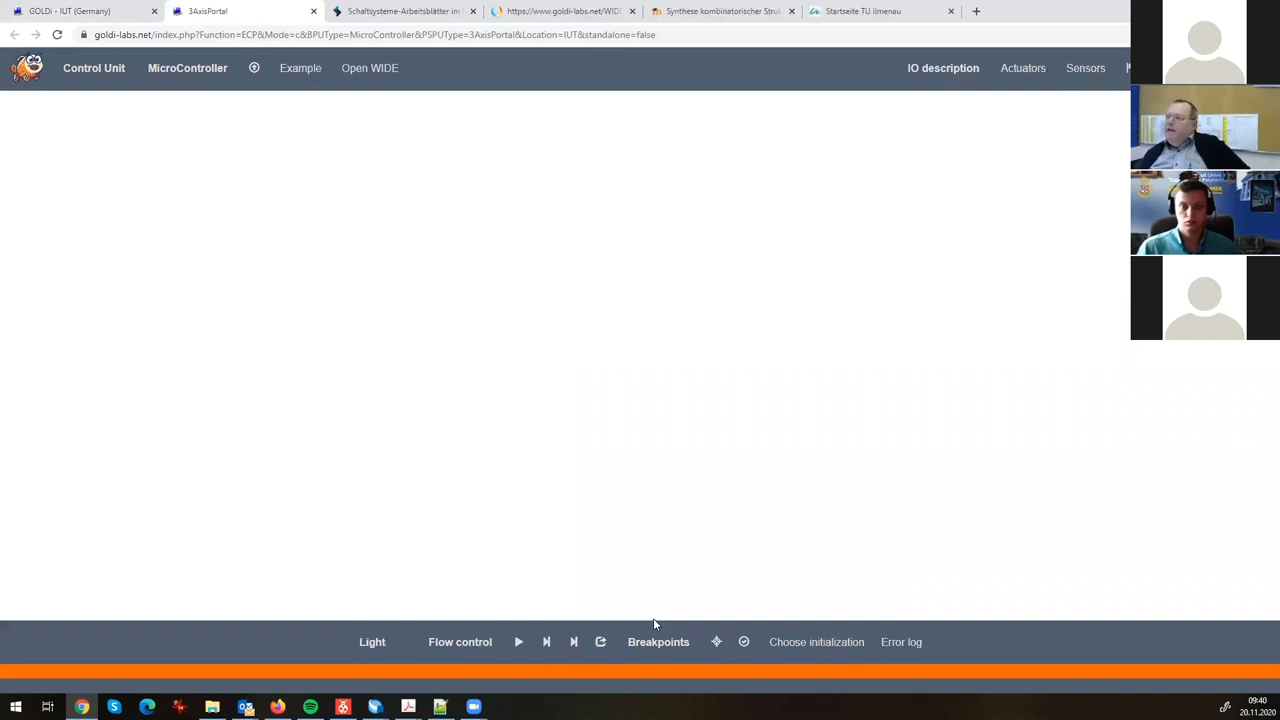 GOLDi - IUT (Germany)
3AxisPortal
Schaltsysteme-Arbeitsblätter im
https://www.goldi-labs.net/WIDE
Synthese kombinatorischer Struk
Startseite TU Ilmenau
goldi-labs.net/index.php?Function=ECP&Mode=c&BPUType=MicroController&PSPUType=3AxisPortal&Location=IUT&standalone=false
Control Unit MicroController Example Open WIDE IO description Actuators Sensors
Light Flow control Breakpoints Choose initialization Error log
09:40
20.11.2020